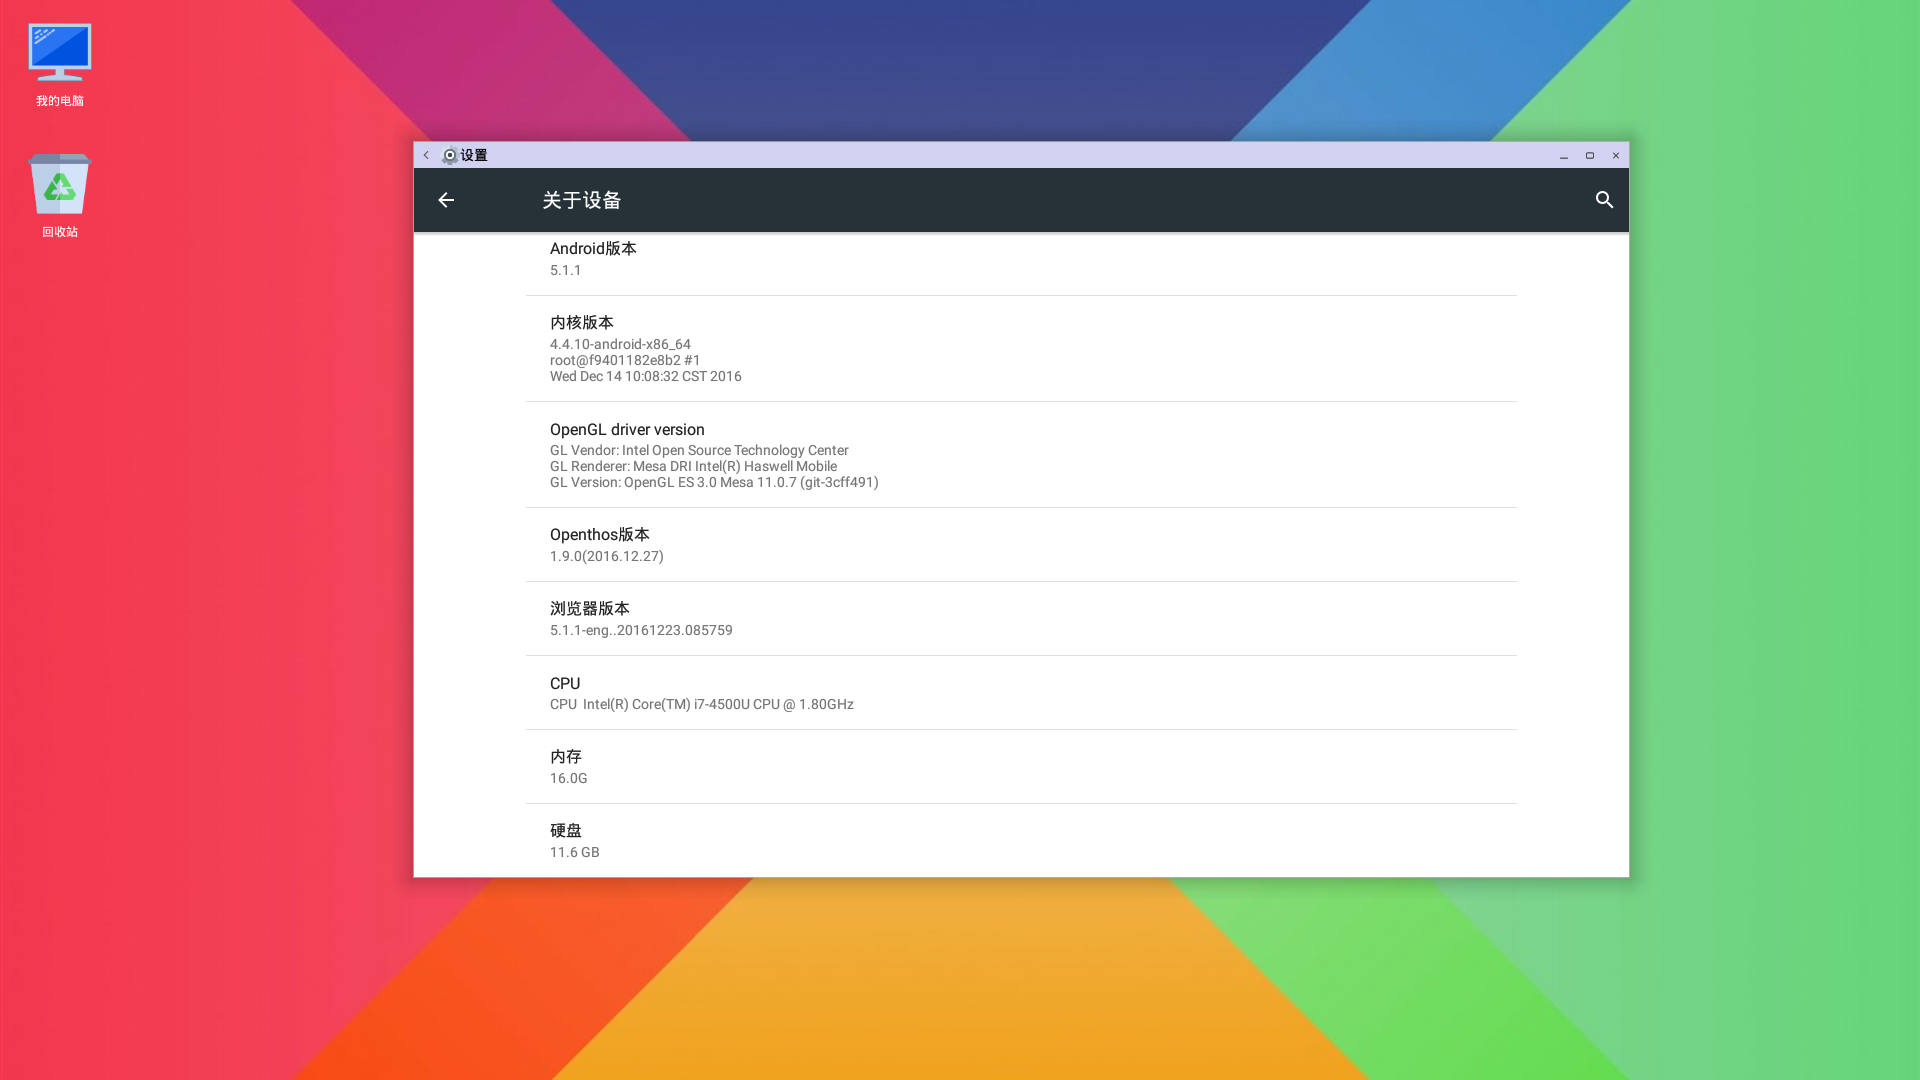 我的电脑
回收站
设置
关于设备
Android版本
5.1.1
内核版本
4.4.10-android-x86_64
root@f9401182e8b2 #1
Wed Dec 14 10:08:32 CST 2016
OpenGL driver version
GL Vendor: Intel Open Source Technology Center
GL Renderer: Mesa DRI Intel(R) Haswell Mobile
GL Version: OpenGL ES 3.0 Mesa 11.0.7 (git-3cff491)
Openthos版本
1.9.0(2016.12.27)
浏览器版本
5.1.1-eng..20161223.085759
CPU
CPU  Intel(R) Core(TM) i7-4500U CPU @ 1.80GHz
内存
16.0G
硬盘
11.6 GB